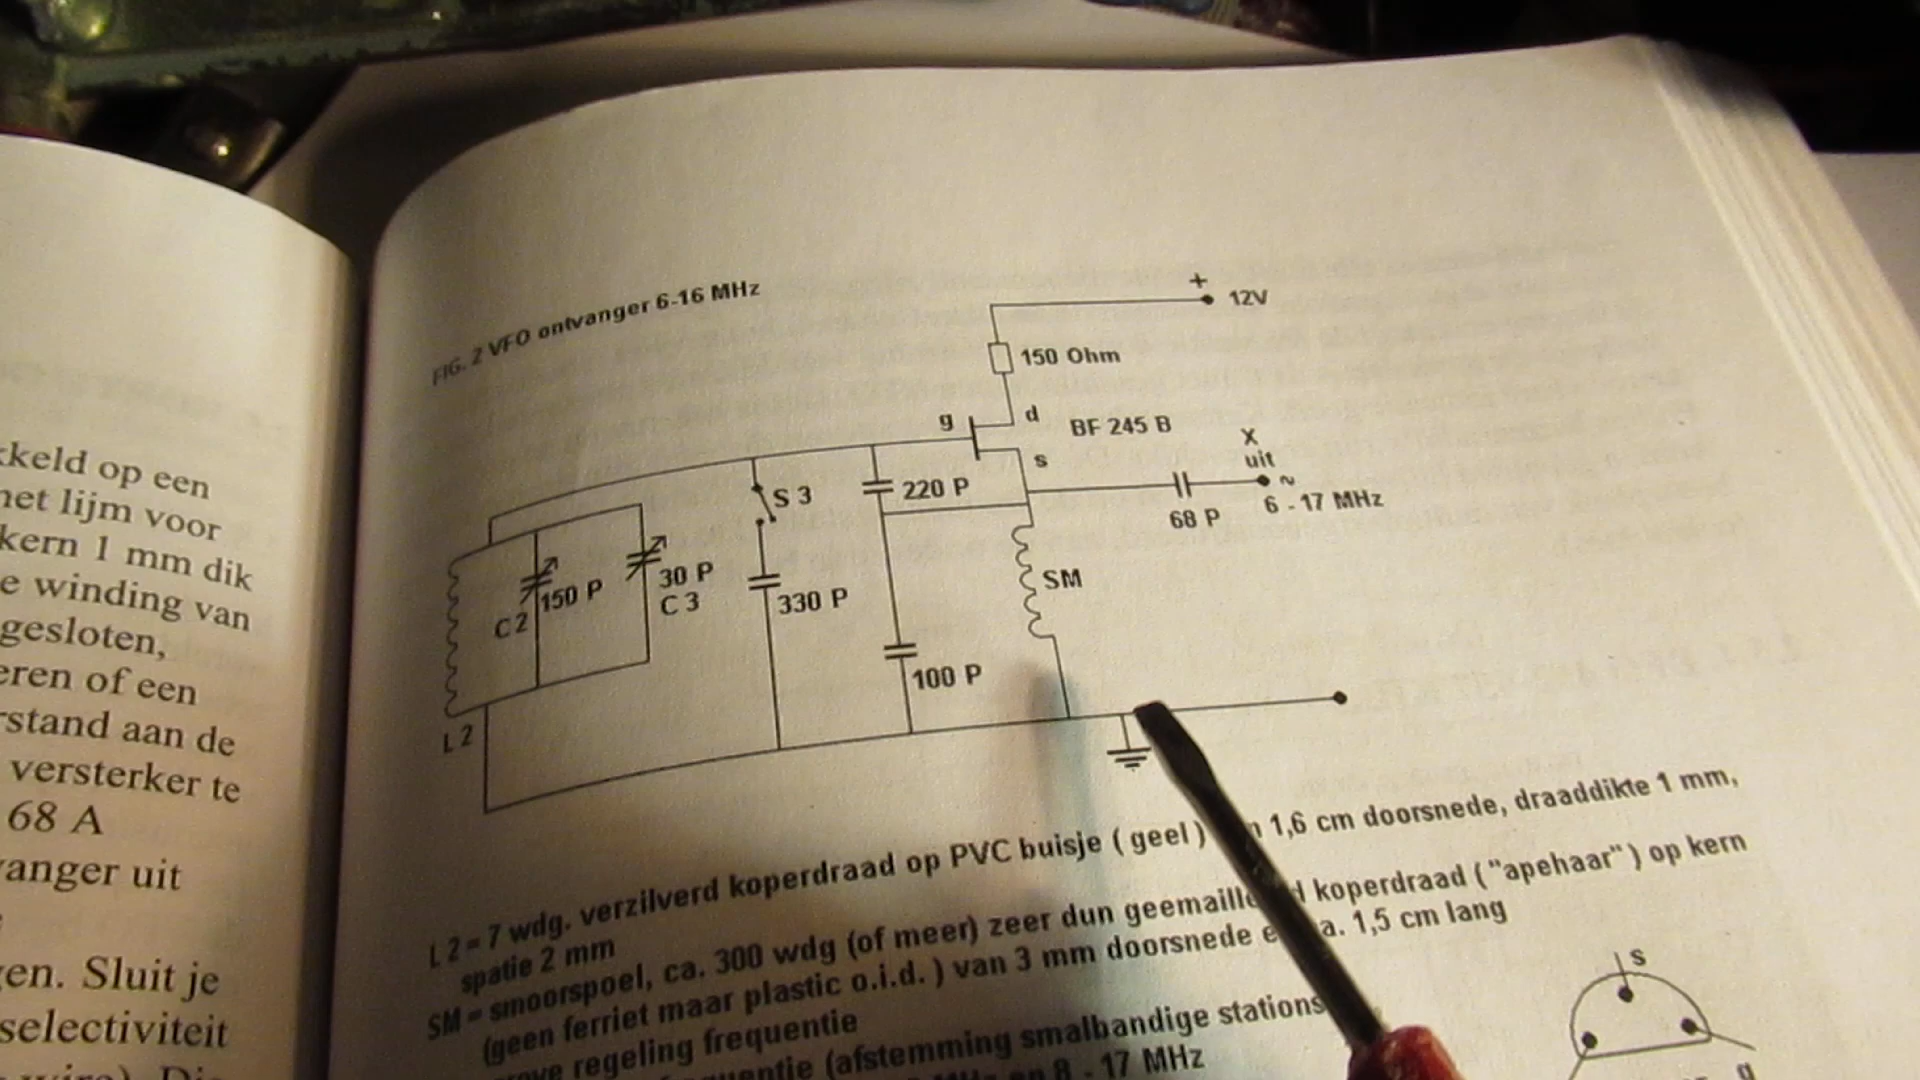 kkeld op een
net lijm voor
kern 1 mm dik
e winding van
gesloten,
eren of een
rstand aan de
versterker te
68 A
vanger uit
gen. Sluit je
selectiviteit
FIG. 2 VFO ontvanger 6-16 MHz
+
12V
150 Ohm
g
d
BF 245 B
s
X
uit
~
6 - 17 MHz
68 P
S 3
220 P
150 P
C 2
30 P
C 3
330 P
SM
100 P
L 2
L 2 = 7 wdg. verzilverd koperdraad op PVC buisje ( geel ) 1,6 cm doorsnede, draaddikte 1 mm,
spatie 2 mm
SM = smoorspoel, ca. 300 wdg (of meer) zeer dun koperdraad ( "apehaar" ) op kern
(geen ferriet maar plastic o.i.d. ) van 3 mm doorsnede 1,5 cm lang
regeling frequentie
(afstemming smalbandige stations
8 - 17 MHz
s
g